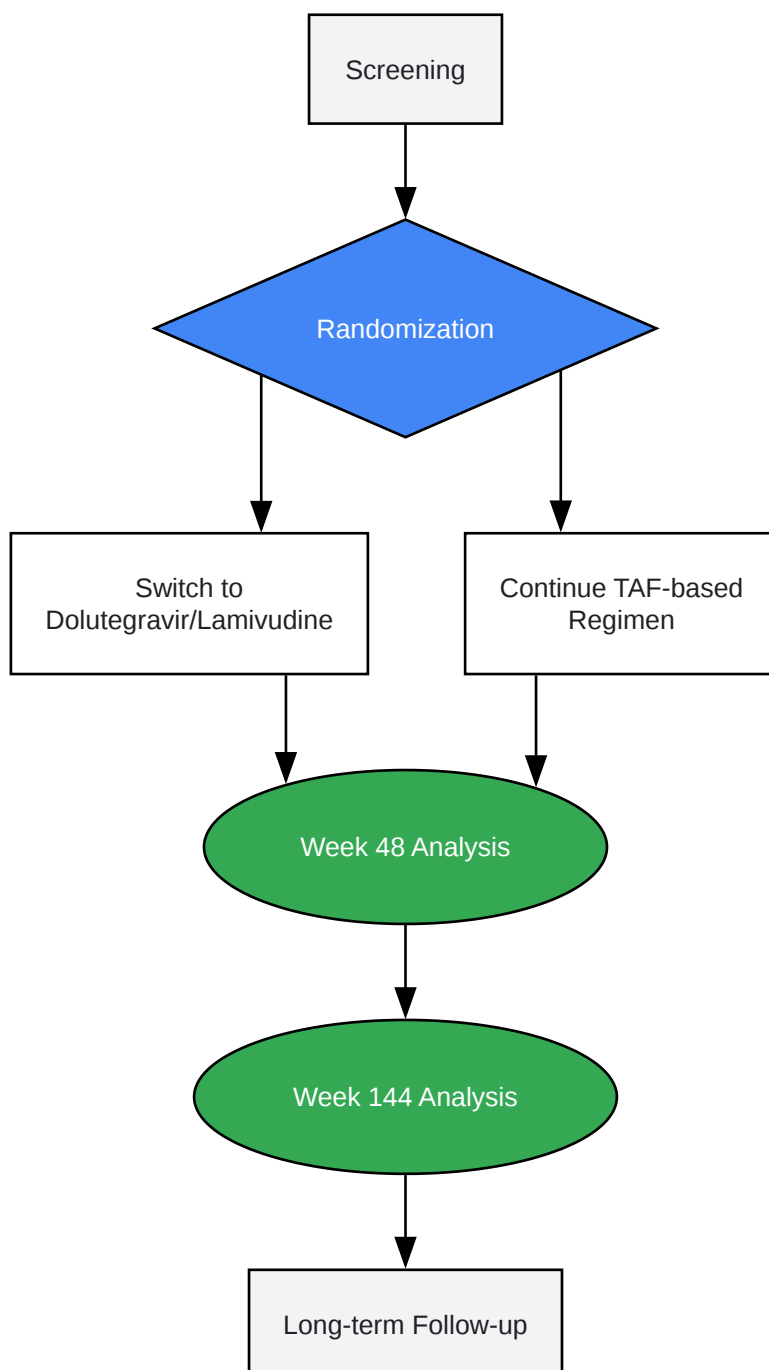 Screening
Randomization
Switch to
Dolutegravir/Lamivudine
Continue TAF-based
Regimen
Week 48 Analysis
Week 144 Analysis
Long-term Follow-up